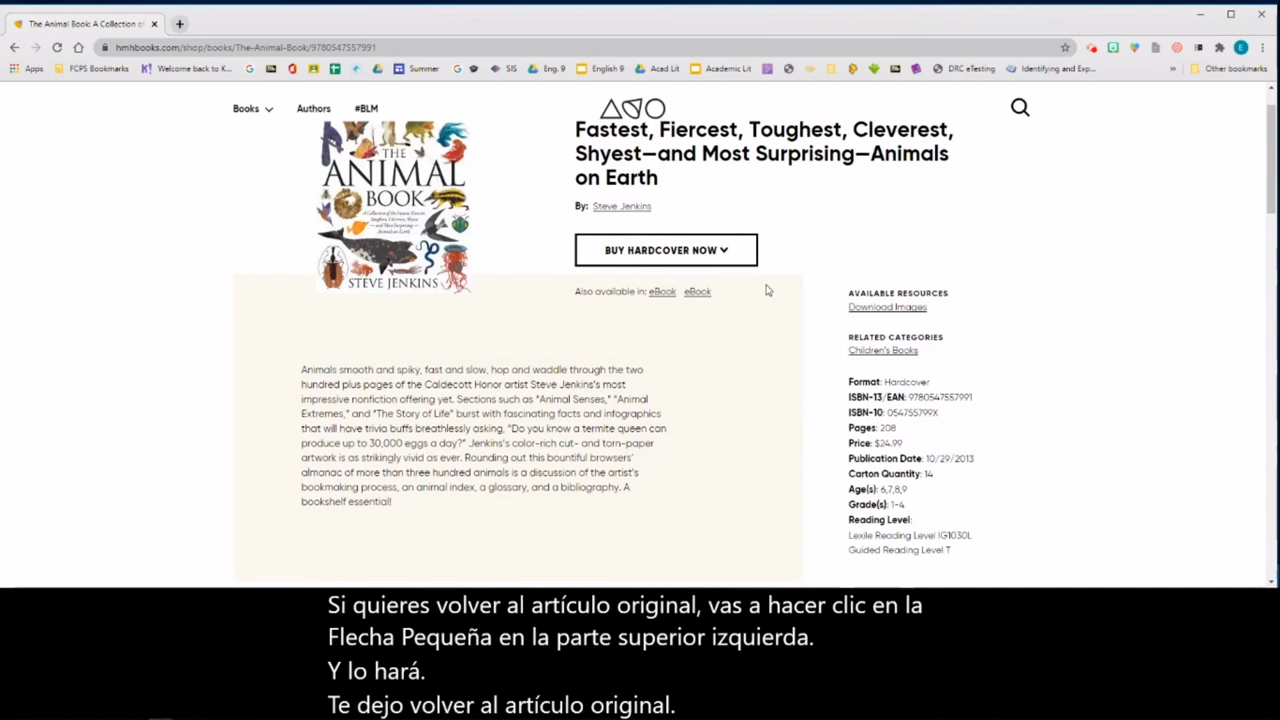 The Animal Book: A Collection of
hmhbooks.com/shop/books/The-Animal-Book/9780547557991
Apps FCPS Bookmarks Welcome back to K... Summer SIS Eng. 9 English 9 Acad Lit Academic Lit DRC eTesting Identifying and Exp... » Other bookmarks
Books Authors #BLM
Fastest, Fiercest, Toughest, Cleverest,
Shyest—and Most Surprising—Animals
on Earth
By: Steve Jenkins
BUY HARDCOVER NOW
Also available in: eBook eBook
THE
ANIMAL
BOOK
STEVE JENKINS
Animals smooth and spiky, fast and slow, hop and waddle through the two
hundred plus pages of the Caldecott Honor artist Steve Jenkins's most
impressive nonfiction offering yet. Sections such as "Animal Senses," "Animal
Extremes," and "The Story of Life" burst with fascinating facts and infographics
that will have trivia buffs breathlessly asking, "Do you know a termite queen can
produce up to 30,000 eggs a day?" Jenkins's color-rich cut- and torn-paper
artwork is as strikingly vivid as ever. Rounding out this bountiful browsers'
almanac of more than three hundred animals is a discussion of the artist's
bookmaking process, an animal index, a glossary, and a bibliography. A
bookshelf essential!
AVAILABLE RESOURCES
Download Images
RELATED CATEGORIES
Children's Books
Format: Hardcover
ISBN-13/EAN: 9780547557991
ISBN-10: 054755799X
Pages: 208
Price: $24.99
Publication Date: 10/29/2013
Carton Quantity: 14
Age(s): 6,7,8,9
Grade(s): 1-4
Reading Level:
Lexile Reading Level IG1030L
Guided Reading Level T
Si quieres volver al artículo original, vas a hacer clic en la
Flecha Pequeña en la parte superior izquierda.
Y lo hará.
Te dejo volver al artículo original.